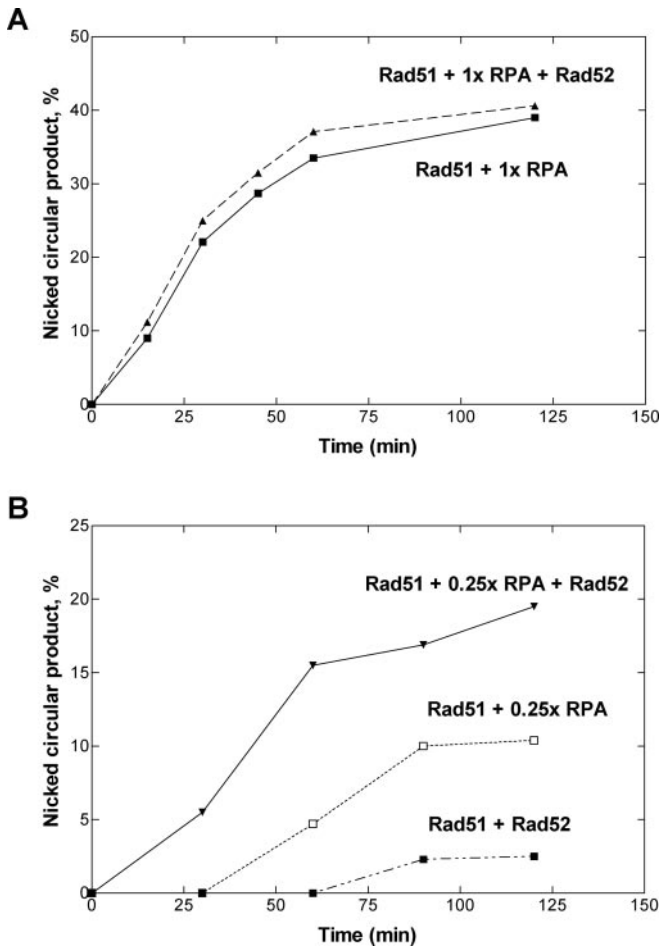 A
50
40
30
20
10
0
Nicked circular product, %
Rad51 + 1x RPA + Rad52
Rad51 + 1x RPA
0 25 50 75 100 125 150
Time (min)
B
25
20
15
10
5
0
Nicked circular product, %
Rad51 + 0.25x RPA + Rad52
Rad51 + 0.25x RPA
Rad51 + Rad52
0 25 50 75 100 125 150
Time (min)